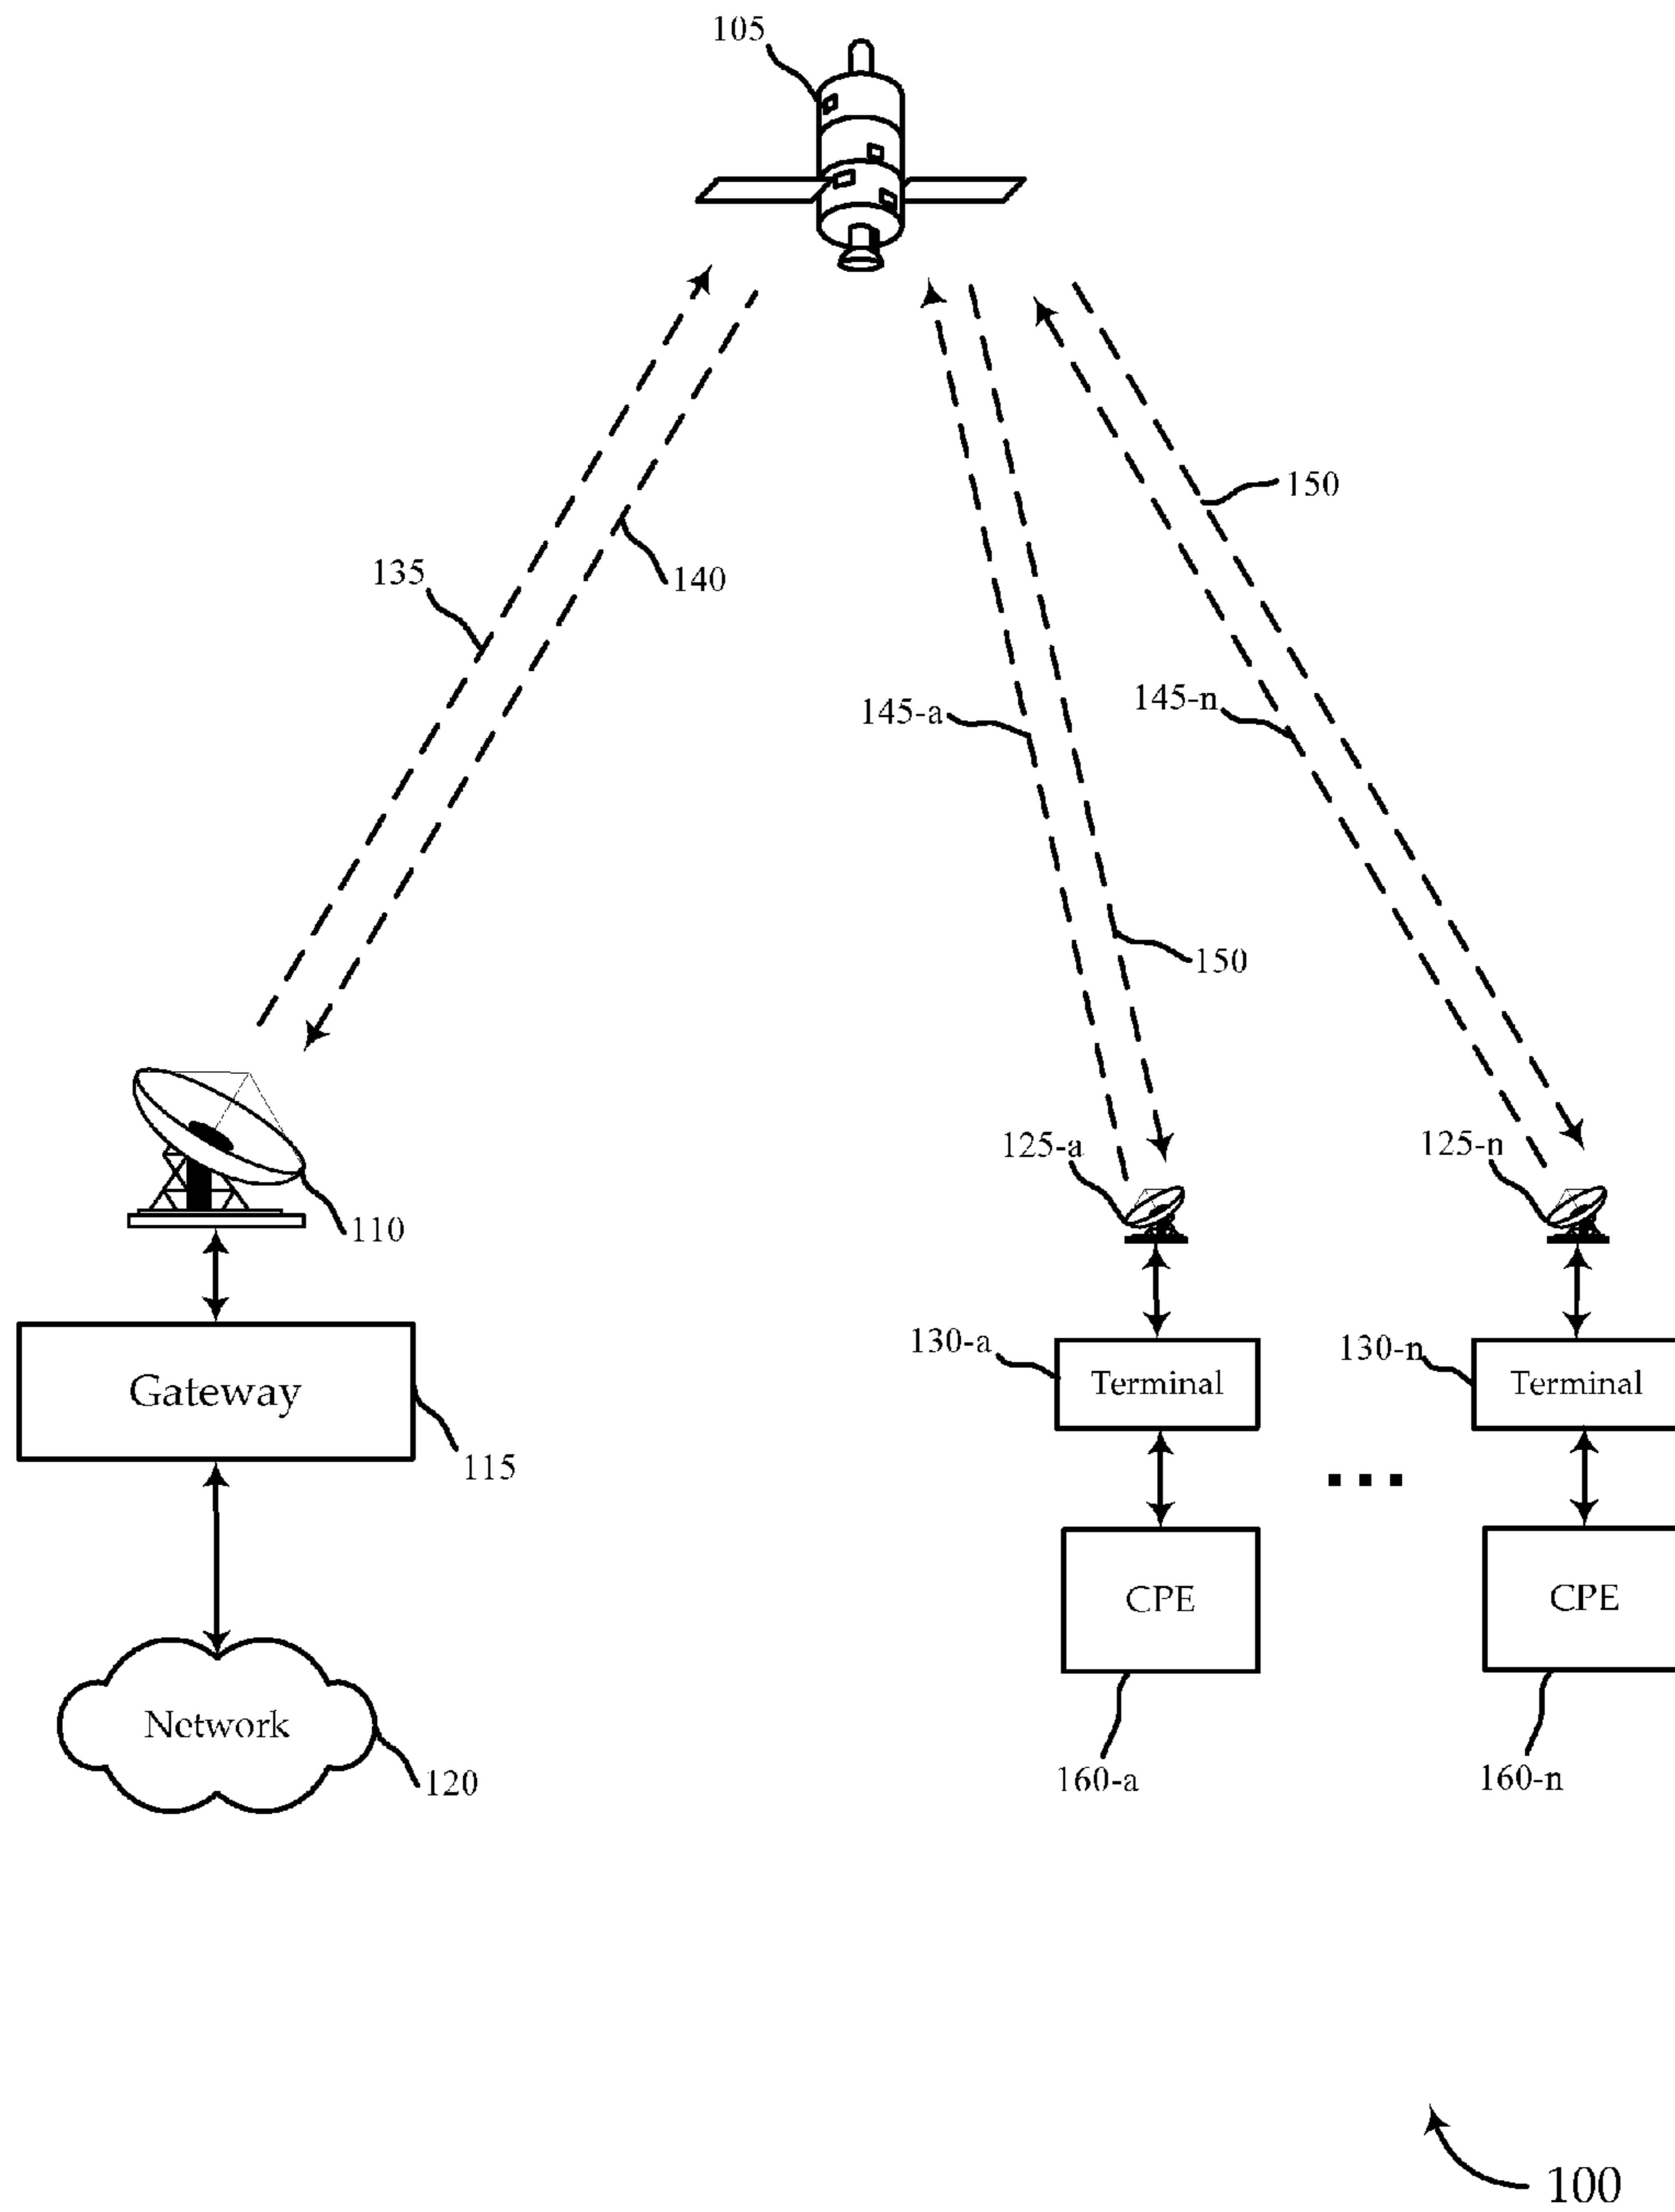 105
150
135
140
145-a
145-n
150
125-a
125-n
110
130-a
130-n
Gateway
Terminal
Terminal
115
CPE
CPE
Network
120
160-a
160-n
100